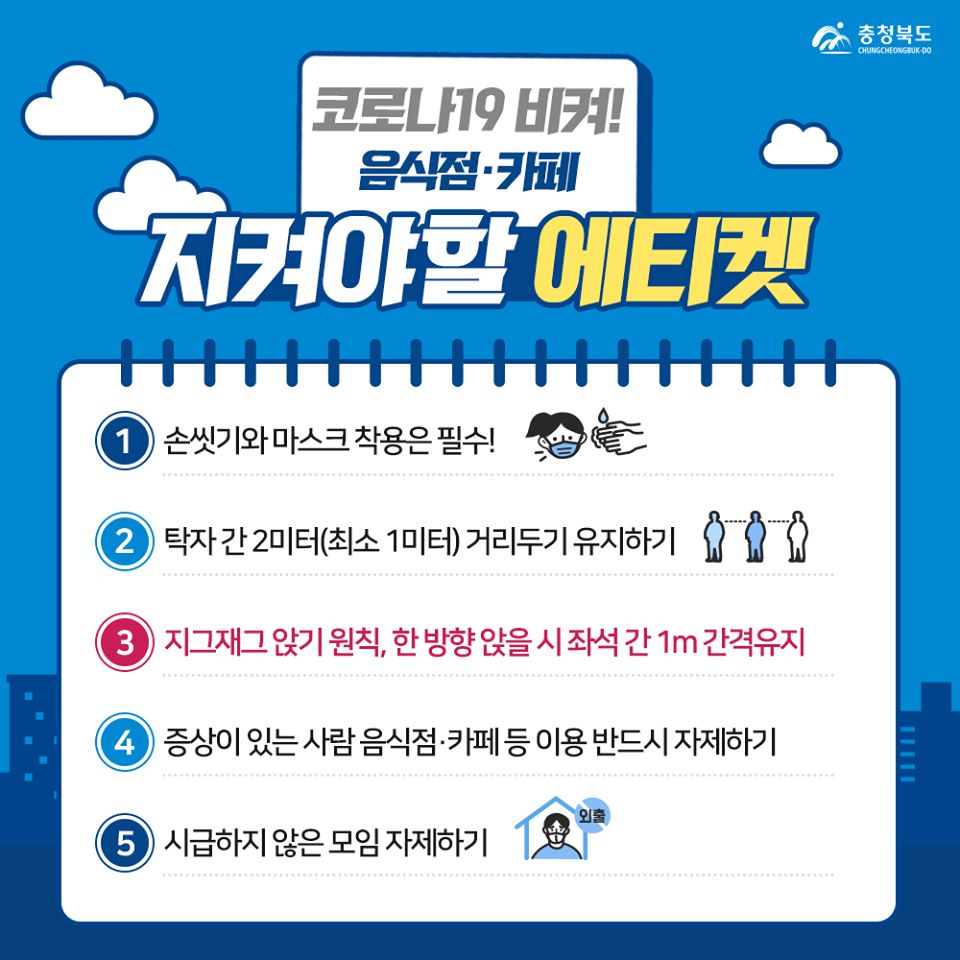 충청북도
CHUNGCHEONGBUK-DO
코로나19 비켜!
음식점·카페
지켜야할 에티켓
1 손씻기와 마스크 착용은 필수!
2 탁자 간 2미터(최소 1미터) 거리두기 유지하기
3 지그재그 앉기 원칙, 한 방향 앉을 시 좌석 간 1m 간격유지
4 증상이 있는 사람 음식점·카페 등 이용 반드시 자제하기
5 시급하지 않은 모임 자제하기
외출